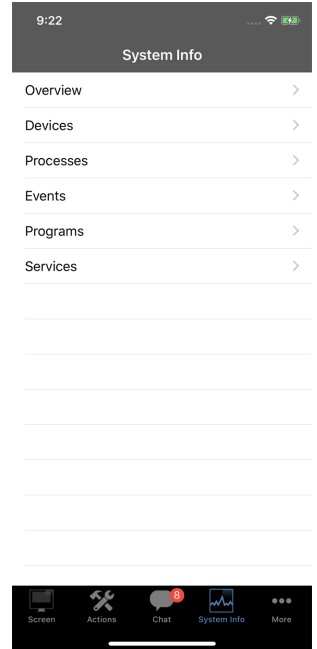 9:22
System Info
Overview
Devices
Processes
Events
Programs
Services
8
Screen Actions Chat System Info More